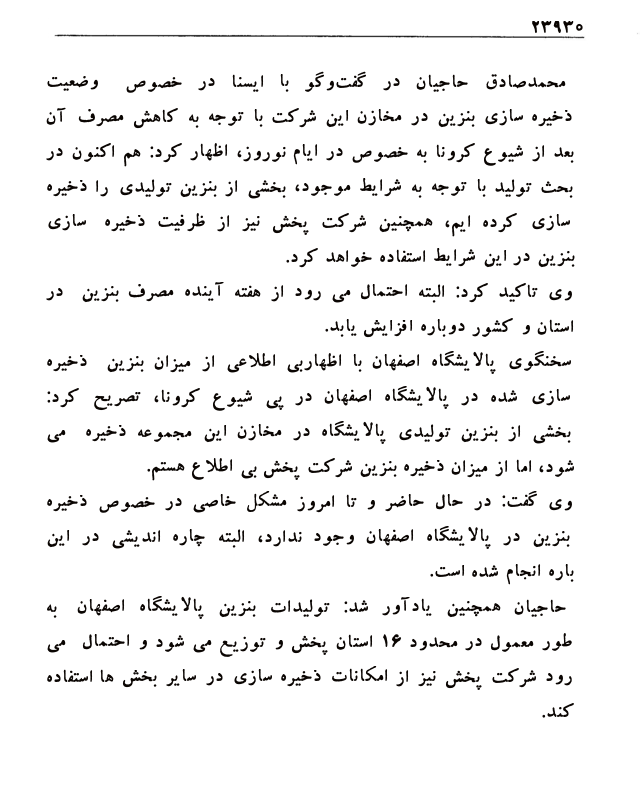 ۲۳۹۳۰
محمدصادق حاجیان در گفت‌وگو با ایسنا در خصوص وضعیت
ذخیره سازی بنزین در مخازن این شرکت با توجه به کاهش مصرف آن
بعد از شیوع کرونا به خصوص در ایام نوروز، اظهار کرد: هم اکنون در
بحث تولید با توجه به شرایط موجود، بخشی از بنزین تولیدی را ذخیره
سازی کرده ایم، همچنین شرکت پخش نیز از ظرفیت ذخیره سازی
بنزین در این شرایط استفاده خواهد کرد.
وی تاکید کرد: البته احتمال می رود از هفته آینده مصرف بنزین در
استان و کشور دوباره افزایش یابد.
سخنگوی پالایشگاه اصفهان با اظهاربی اطلاعی از میزان بنزین ذخیره
سازی شده در پالایشگاه اصفهان در پی شیوع کرونا، تصریح کرد:
بخشی از بنزین تولیدی پالایشگاه در مخازن این مجموعه ذخیره می
شود، اما از میزان ذخیره بنزین شرکت پخش بی اطلاع هستم.
وی گفت: در حال حاضر و تا امروز مشکل خاصی در خصوص ذخیره
بنزین در پالایشگاه اصفهان وجود ندارد، البته چاره اندیشی در این
باره انجام شده است.
حاجیان همچنین یادآور شد: تولیدات بنزین پالایشگاه اصفهان به
طور معمول در محدود ۱۶ استان پخش و توزیع می شود و احتمال می
رود شرکت پخش نیز از امکانات ذخیره سازی در سایر بخش ها استفاده
کند.